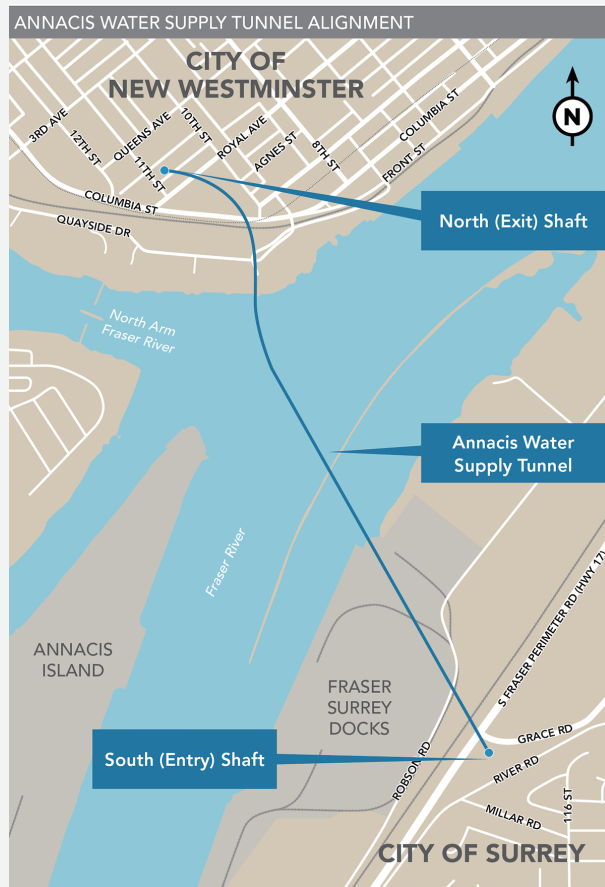 ANNACIS WATER SUPPLY TUNNEL ALIGNMENT
CITY OF
NEW WESTMINSTER
N
3RD AVE
12TH ST
QUEENS AVE
11TH ST
10TH ST
ROYAL AVE
AGNES ST
8TH ST
COLUMBIA ST
FRONT ST
COLUMBIA ST
QUAYSIDE DR
North (Exit) Shaft
North Arm
Fraser River
Annacis Water
Supply Tunnel
Fraser River
ANNACIS
ISLAND
FRASER
SURREY
DOCKS
S FRASER PERIMETER RD (HWY 17)
South (Entry) Shaft
ROBSON RD
GRACE RD
RIVER RD
MILLAR RD
116 ST
CITY OF SURREY